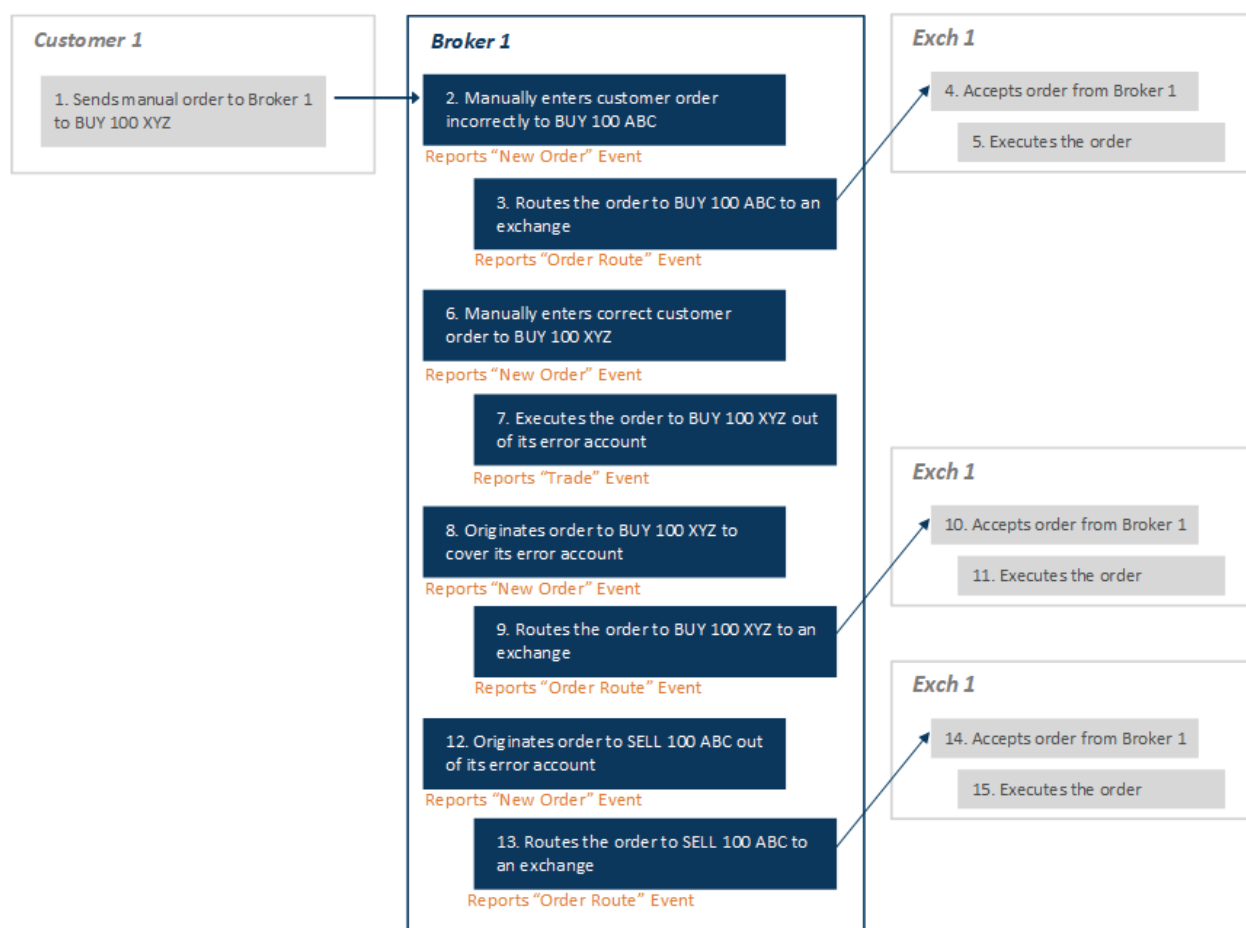 Customer 1
1. Sends manual order to Broker 1
to BUY 100 XYZ
Broker 1
2. Manually enters customer order
incorrectly to BUY 100 ABC
Reports “New Order” Event
3. Routes the order to BUY 100 ABC to an
exchange
Reports “Order Route” Event
Exch 1
4. Accepts order from Broker 1
5. Executes the order
6. Manually enters correct customer
order to BUY 100 XYZ
Reports “New Order” Event
7. Executes the order to BUY 100 XYZ out
of its error account
Reports “Trade” Event
8. Originates order to BUY 100 XYZ to
cover its error account
Reports “New Order” Event
9. Routes the order to BUY 100 XYZ to an
exchange
Reports “Order Route” Event
Exch 1
10. Accepts order from Broker 1
11. Executes the order
12. Originates order to SELL 100 ABC out
of its error account
Reports “New Order” Event
13. Routes the order to SELL 100 ABC to
an exchange
Reports “Order Route” Event
Exch 1
14. Accepts order from Broker 1
15. Executes the order